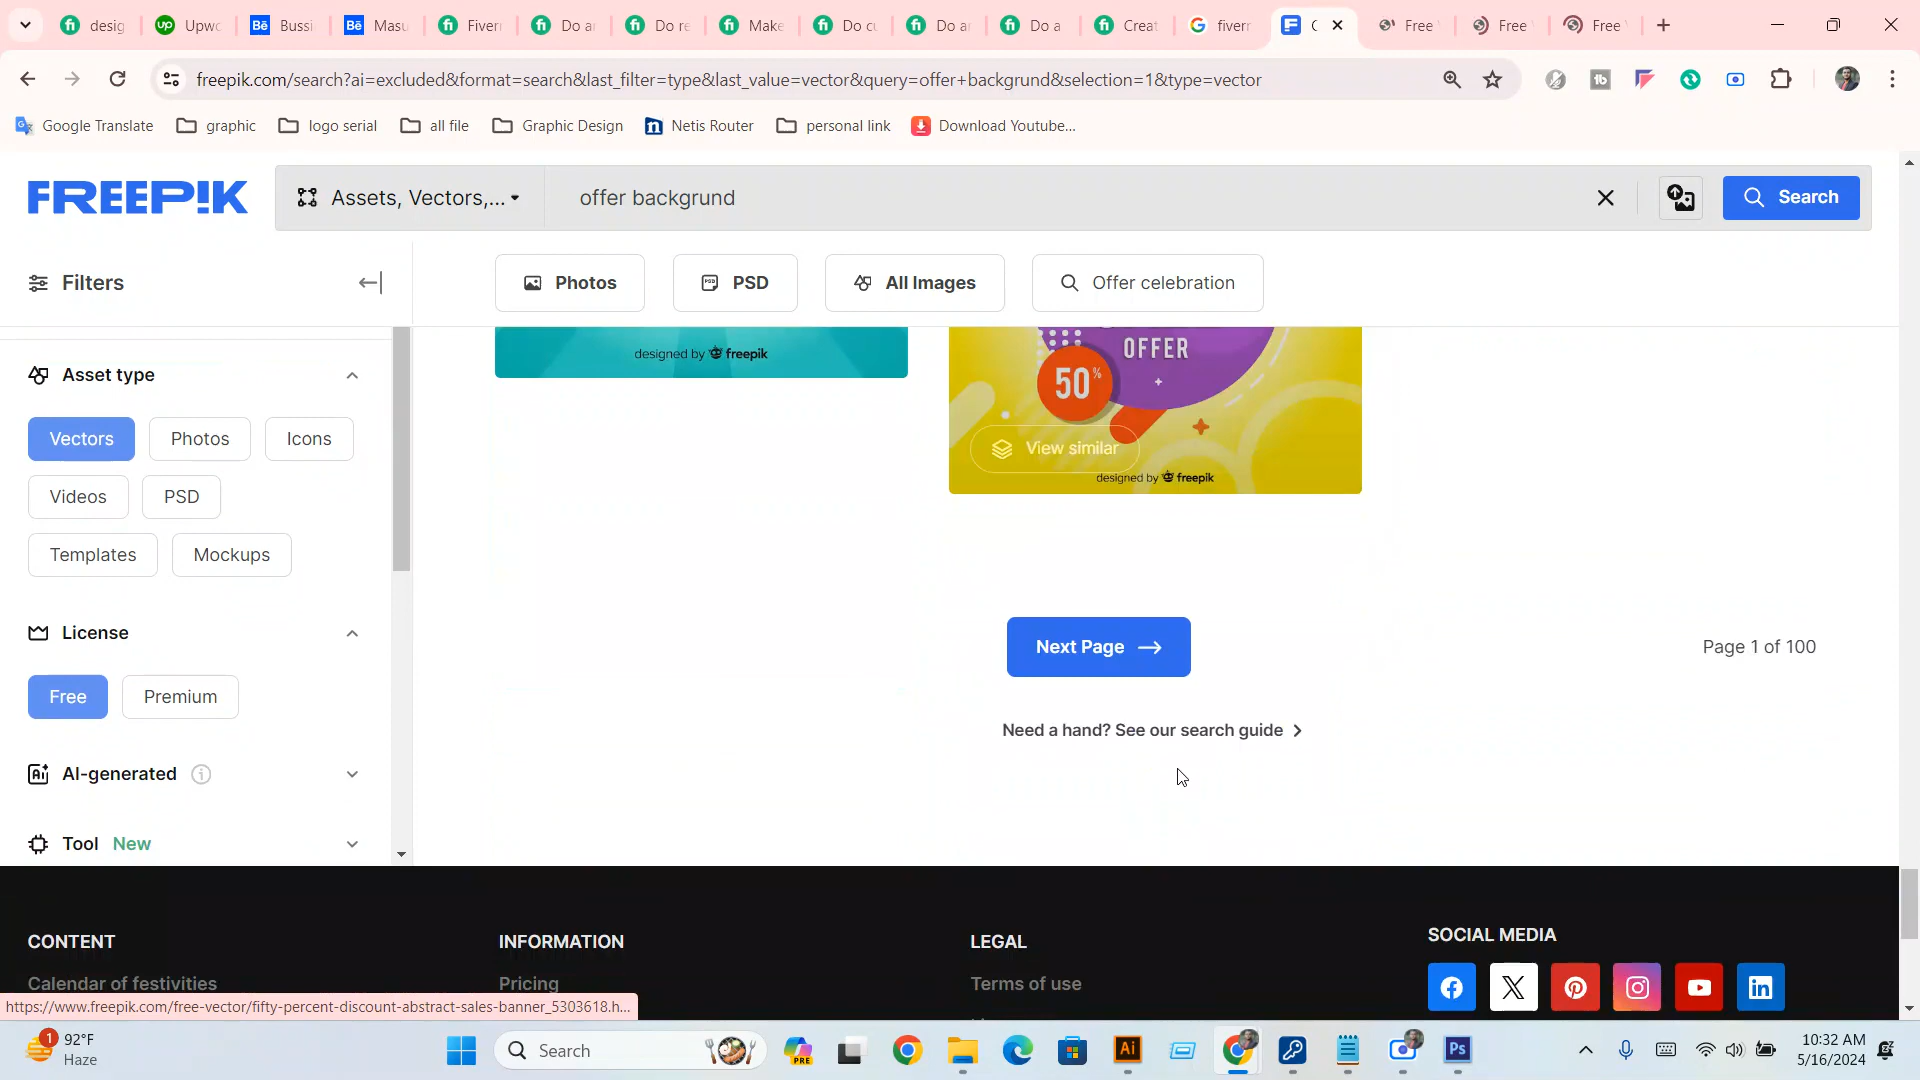 desig
Upwo
Bussi
Masu
Fiverr
Do ar
Do re
Make
Do cu
Do ar
Do a
Creat
fiverr
C
Free
Free
Free
freepik.com/search?ai=excluded&format=search&last_filter=type&last_value=vector&query=offer+backgrund&selection=1&type=vector
Google Translate
graphic
logo serial
all file
Graphic Design
Netis Router
personal link
Download Youtube...
FREEPIK
Assets, Vectors,...
offer backgrund
Search
Filters
Photos
PSD
All Images
Offer celebration
Asset type
Vectors
Photos
Icons
Videos
PSD
Templates
Mockups
License
Free
Premium
AI-generated
Tool New
designed by freepik
OFFER
50%
View similar
designed by freepik
Next Page
Page 1 of 100
Need a hand? See our search guide
CONTENT
INFORMATION
LEGAL
SOCIAL MEDIA
Calendar of festivities
Pricing
Terms of use
https://www.freepik.com/free-vector/fifty-percent-discount-abstract-sales-banner_5303618.h...
1
92°F
Haze
Search
PRE
Ai
Ps
10:32 AM
5/16/2024